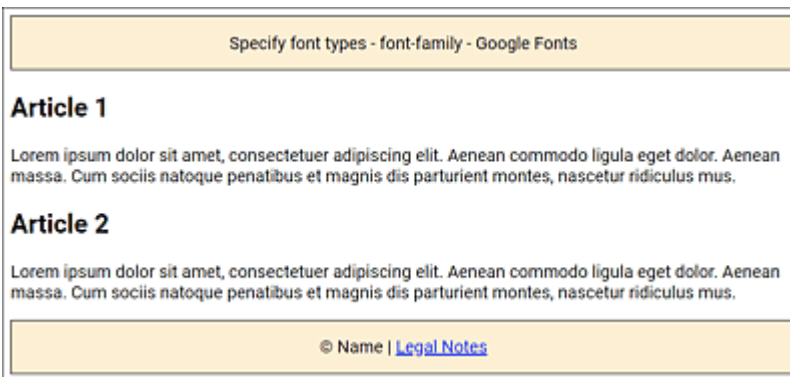 Specify font types - font-family - Google Fonts
Article 1
Lorem ipsum dolor sit amet, consectetuer adipiscing elit. Aenean commodo ligula eget dolor. Aenean
massa. Cum sociis natoque penatibus et magnis dis parturient montes, nascetur ridiculus mus.
Article 2
Lorem ipsum dolor sit amet, consectetuer adipiscing elit. Aenean commodo ligula eget dolor. Aenean
massa. Cum sociis natoque penatibus et magnis dis parturient montes, nascetur ridiculus mus.
© Name | Legal Notes